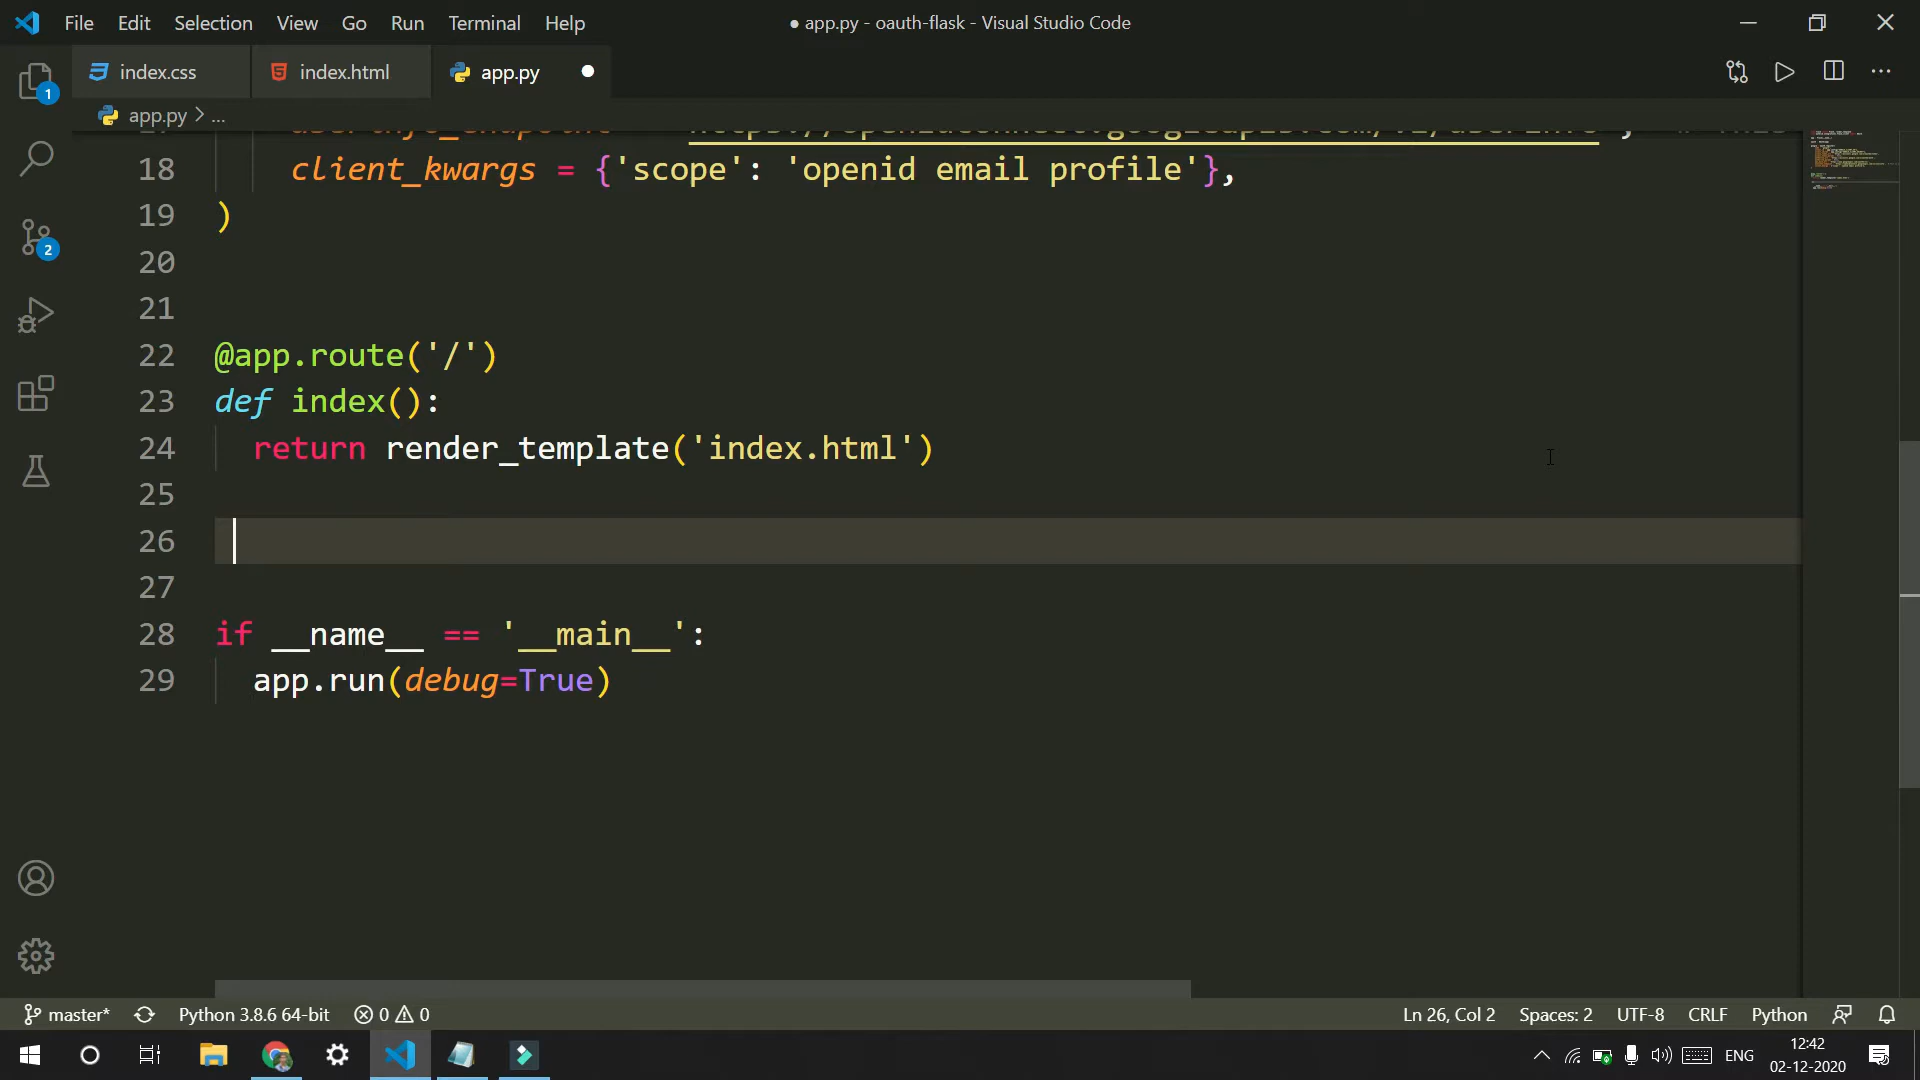 File Edit Selection View Go Run Terminal Help
● app.py - oauth-flask - Visual Studio Code
index.css index.html app.py
app.py > ...
18 client_kwargs = {'scope': 'openid email profile'},
19 )
20
21
22 @app.route('/')
23 def index():
24 return render_template('index.html')
25
26
27
28 if __name__ == '__main__':
29 app.run(debug=True)
1
2
master* Python 3.8.6 64-bit 0 0 Ln 26, Col 2 Spaces: 2 UTF-8 CRLF Python
ENG 12:42
02-12-2020